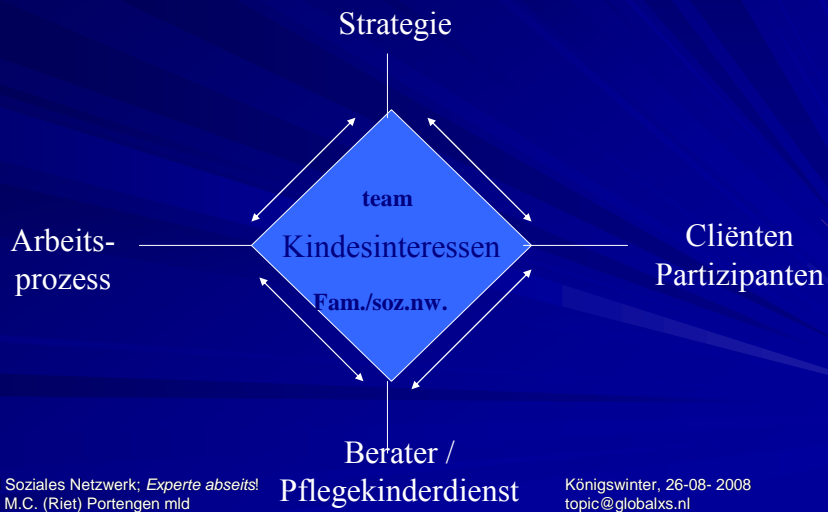 Strategie
team
Arbeits-
prozess
Kindesinteressen
Cliënten
Partizipanten
Fam./soz.nw.
Berater /
Pflegekinderdienst
Soziales Netzwerk; Experte abseits!
M.C. (Riet) Portengen mld
Königswinter, 26-08- 2008
topic@globalxs.nl